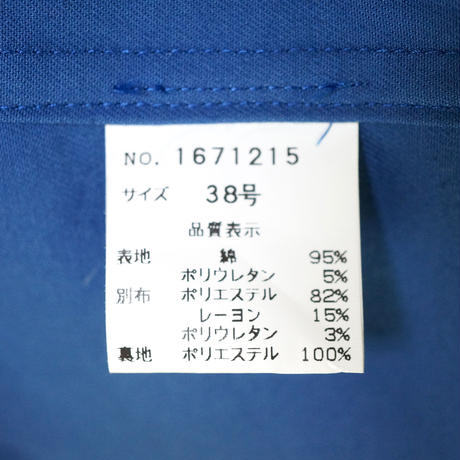 NO. 1671215
サイズ 38号
品質表示
表地 綿 95%
ポリウレタン 5%
別布 ポリエステル 82%
レーヨン 15%
ポリウレタン 3%
裏地 ポリエステル 100%